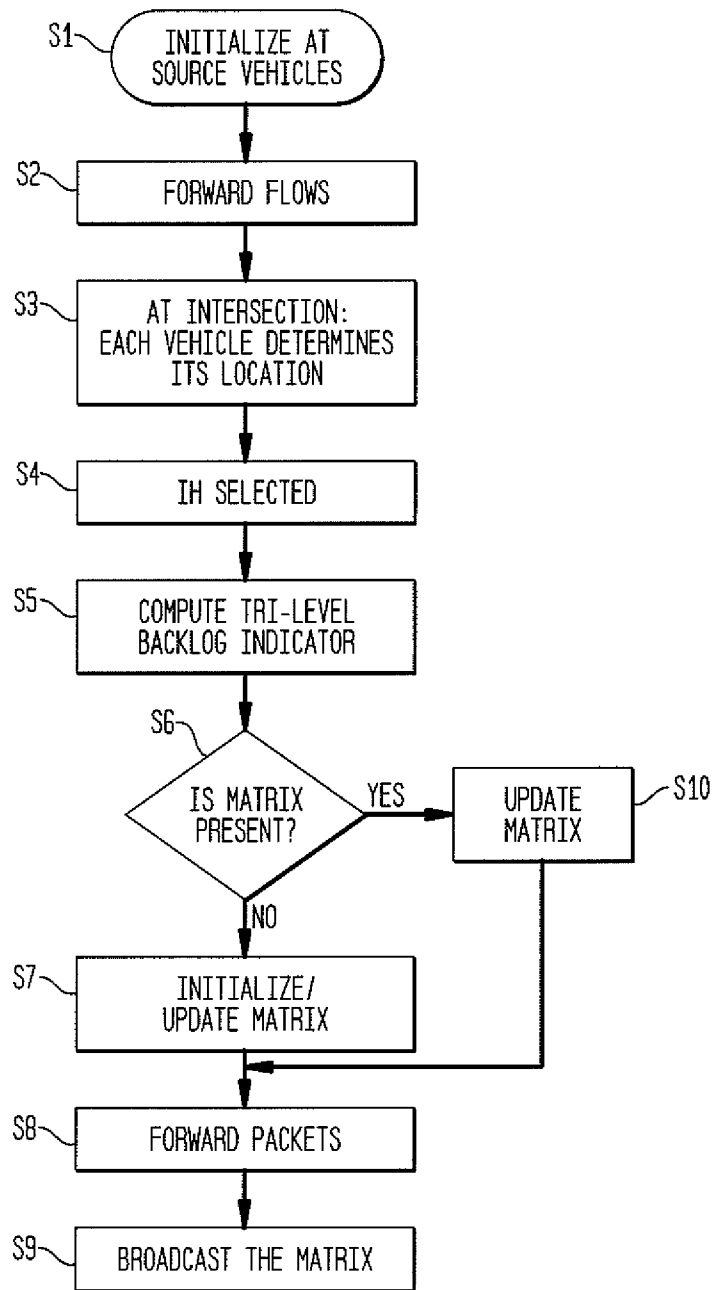 S1
INITIALIZE AT
SOURCE VEHICLES
S2
FORWARD FLOWS
S3
AT INTERSECTION:
EACH VEHICLE DETERMINES
ITS LOCATION
S4
IH SELECTED
S5
COMPUTE TRI-LEVEL
BACKLOG INDICATOR
S6
IS MATRIX
PRESENT?
YES
UPDATE
MATRIX
S10
NO
S7
INITIALIZE/
UPDATE MATRIX
S8
FORWARD PACKETS
S9
BROADCAST THE MATRIX